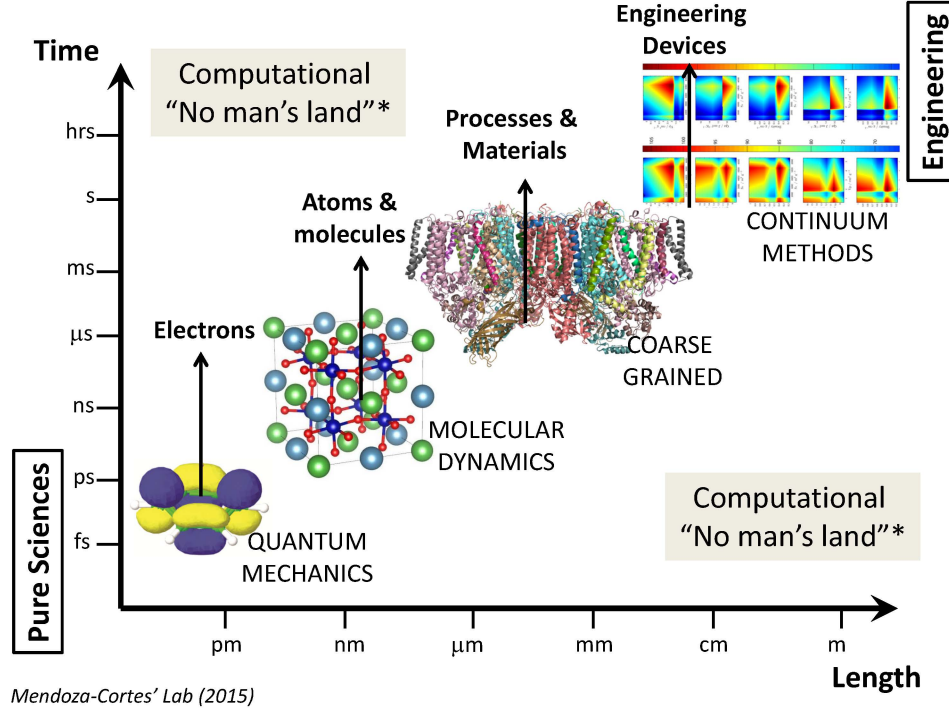 Engineering
Devices
Engineering
Time
Computational
“No man’s land”*
hrs
Processes &
Materials
s
Atoms &
molecules
CONTINUUM
METHODS
ms
Electrons
μs
COARSE
GRAINED
ns
MOLECULAR
DYNAMICS
Pure Sciences
ps
Computational
“No man’s land”*
fs
QUANTUM
MECHANICS
pm
nm
μm
mm
cm
m
Length
Mendoza-Cortes’ Lab (2015)